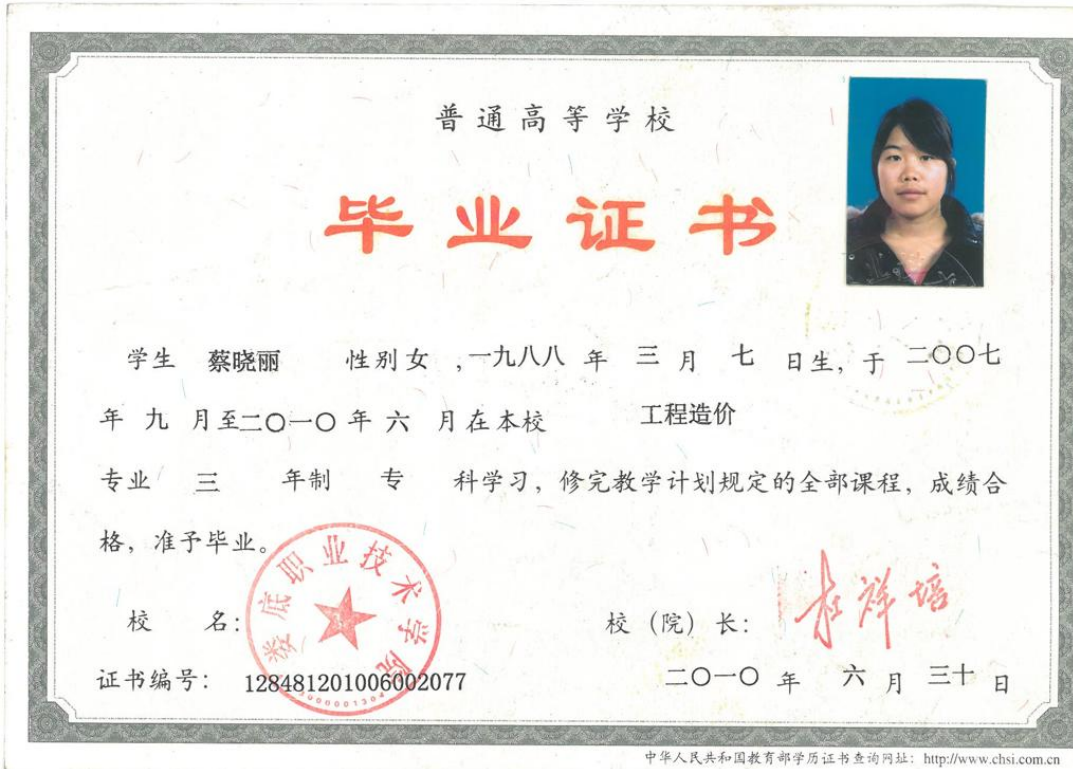 普通高等学校
毕业证书
学生 蔡晓丽 性别 女 ，一九八八 年 三 月 七 日生，于 二〇〇七
年 九 月至二〇一〇 年 六 月在本校 工程造价
专业 三 年制 专 科学习，修完教学计划规定的全部课程，成绩合
格，准予毕业。
娄底职业技术学院
校 名： 校（院）长： 杜祥培
证书编号： 128481201006002077 二〇一〇 年 六 月 三十 日
中华人民共和国教育部学历证书查询网址：http://www.chsi.com.cn